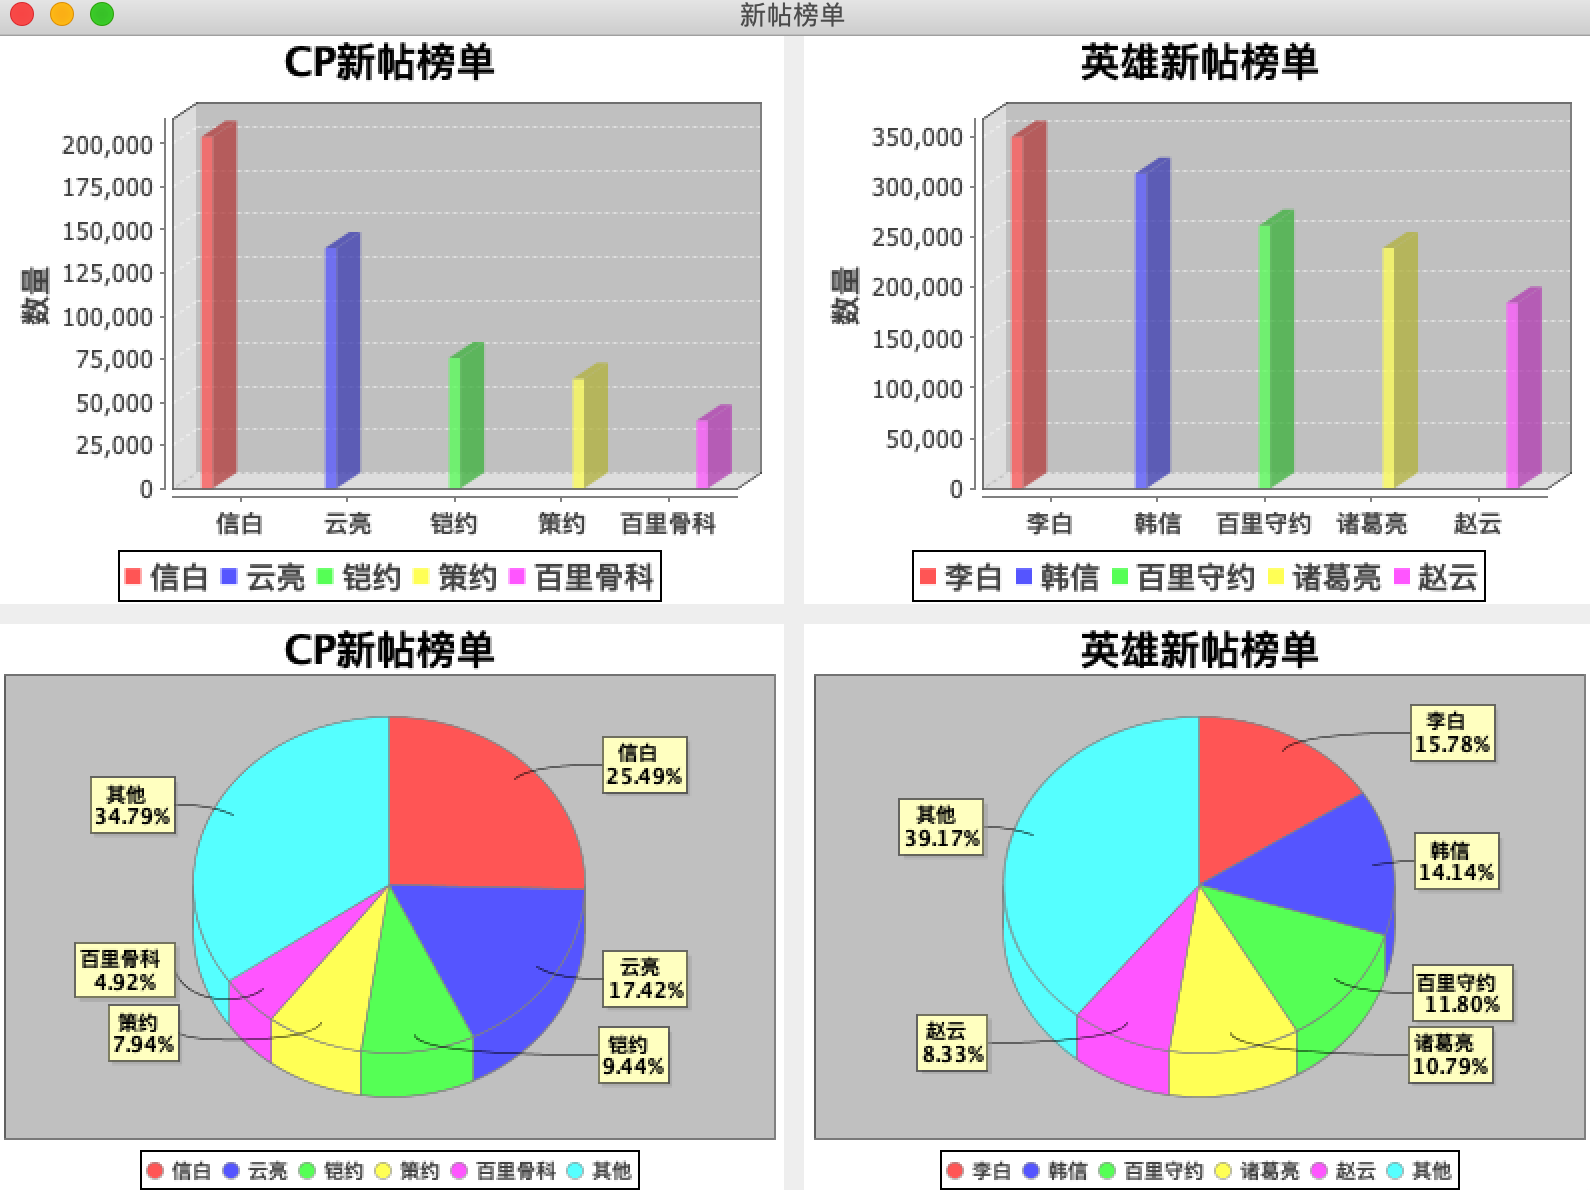 新帖榜单
CP新帖榜单
数量
200,000
175,000
150,000
125,000
100,000
75,000
50,000
25,000
0
信白 云亮 铠约 策约 百里骨科
信白 云亮 铠约 策约 百里骨科
英雄新帖榜单
数量
350,000
300,000
250,000
200,000
150,000
100,000
50,000
0
李白 韩信 百里守约 诸葛亮 赵云
李白 韩信 百里守约 诸葛亮 赵云
CP新帖榜单
信白
25.49%
其他
34.79%
百里骨科
4.92%
云亮
17.42%
策约
7.94%
铠约
9.44%
信白 云亮 铠约 策约 百里骨科 其他
英雄新帖榜单
李白
15.78%
其他
39.17%
韩信
14.14%
百里守约
11.80%
赵云
8.33%
诸葛亮
10.79%
李白 韩信 百里守约 诸葛亮 赵云 其他